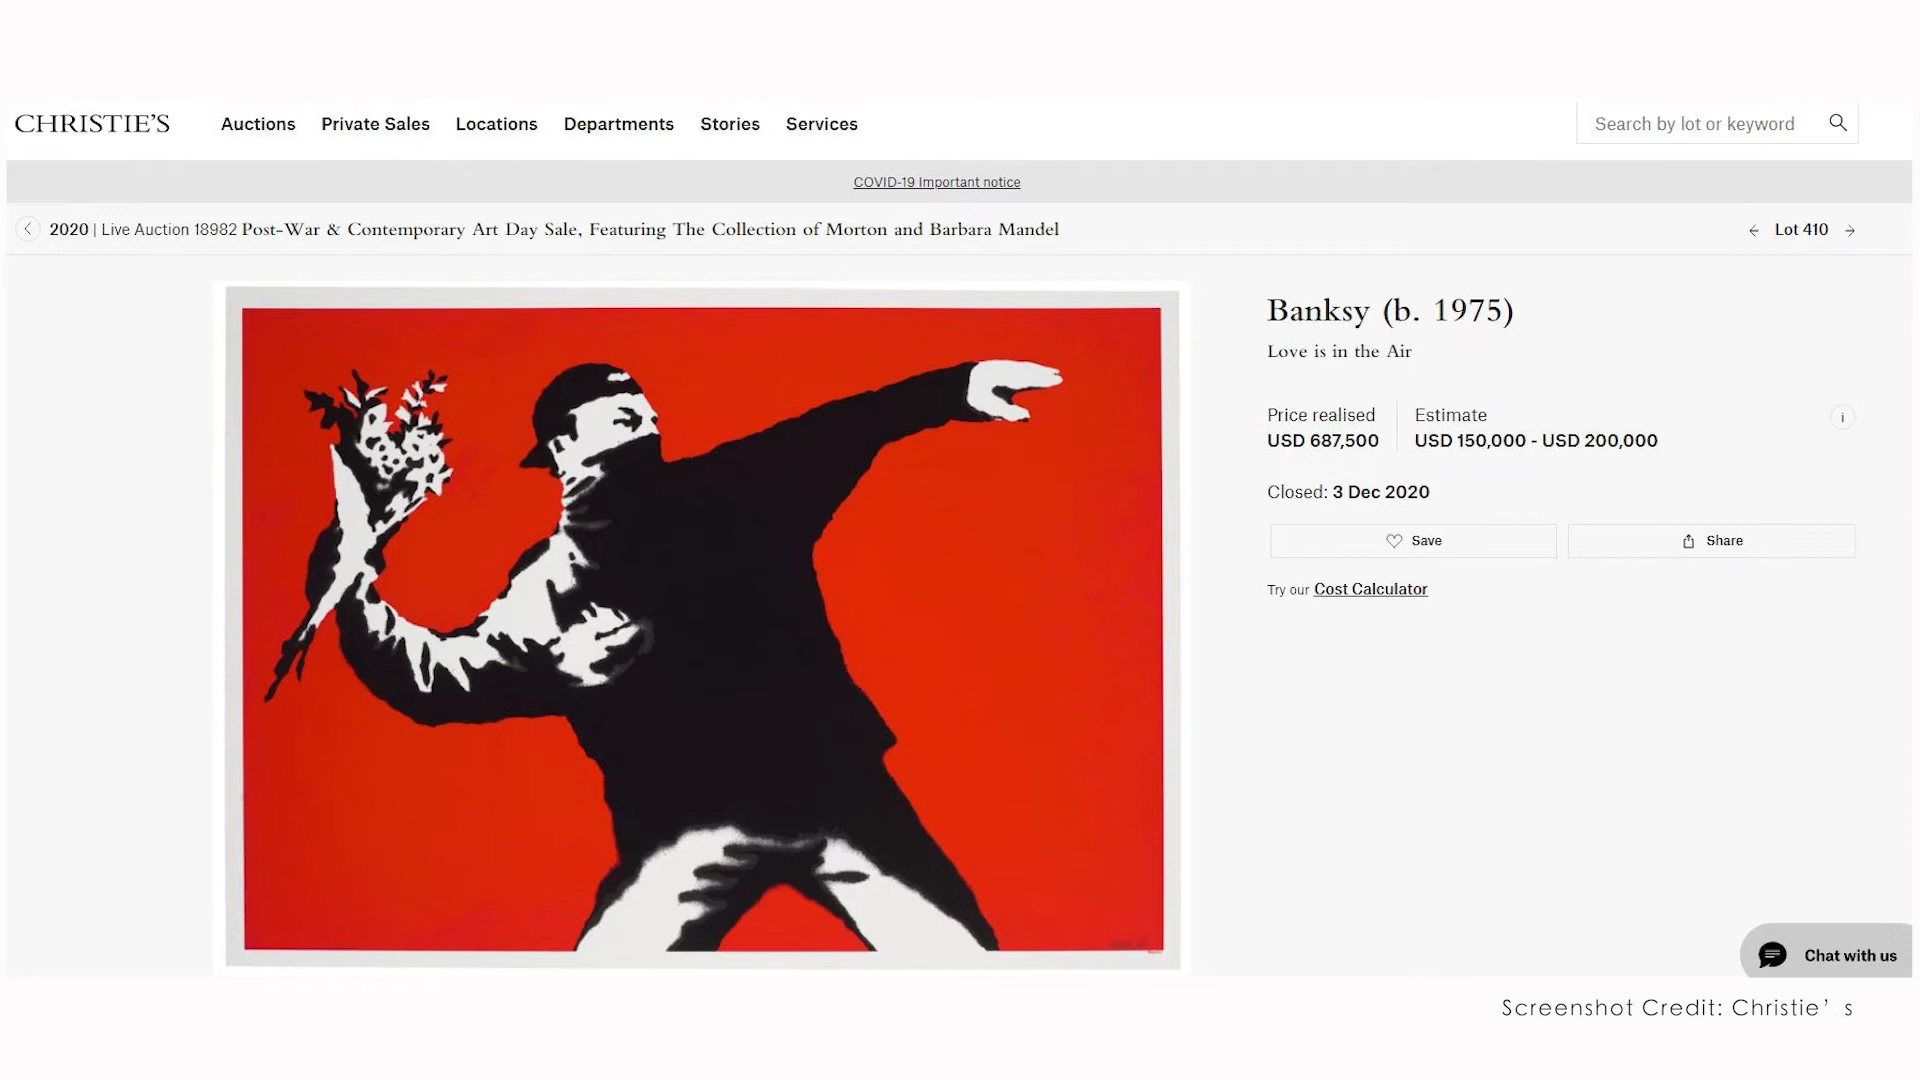 CHRISTIE'S Auctions Private Sales Locations Departments Stories Services Search by lot or keyword
COVID-19 Important notice
2020 | Live Auction 18982 Post-War & Contemporary Art Day Sale, Featuring The Collection of Morton and Barbara Mandel Lot 410
Banksy (b. 1975)
Love is in the Air
Price realised Estimate
USD 687,500 USD 150,000 - USD 200,000
Closed: 3 Dec 2020
Save Share
Try our Cost Calculator
Chat with us
Screenshot Credit: Christie’s